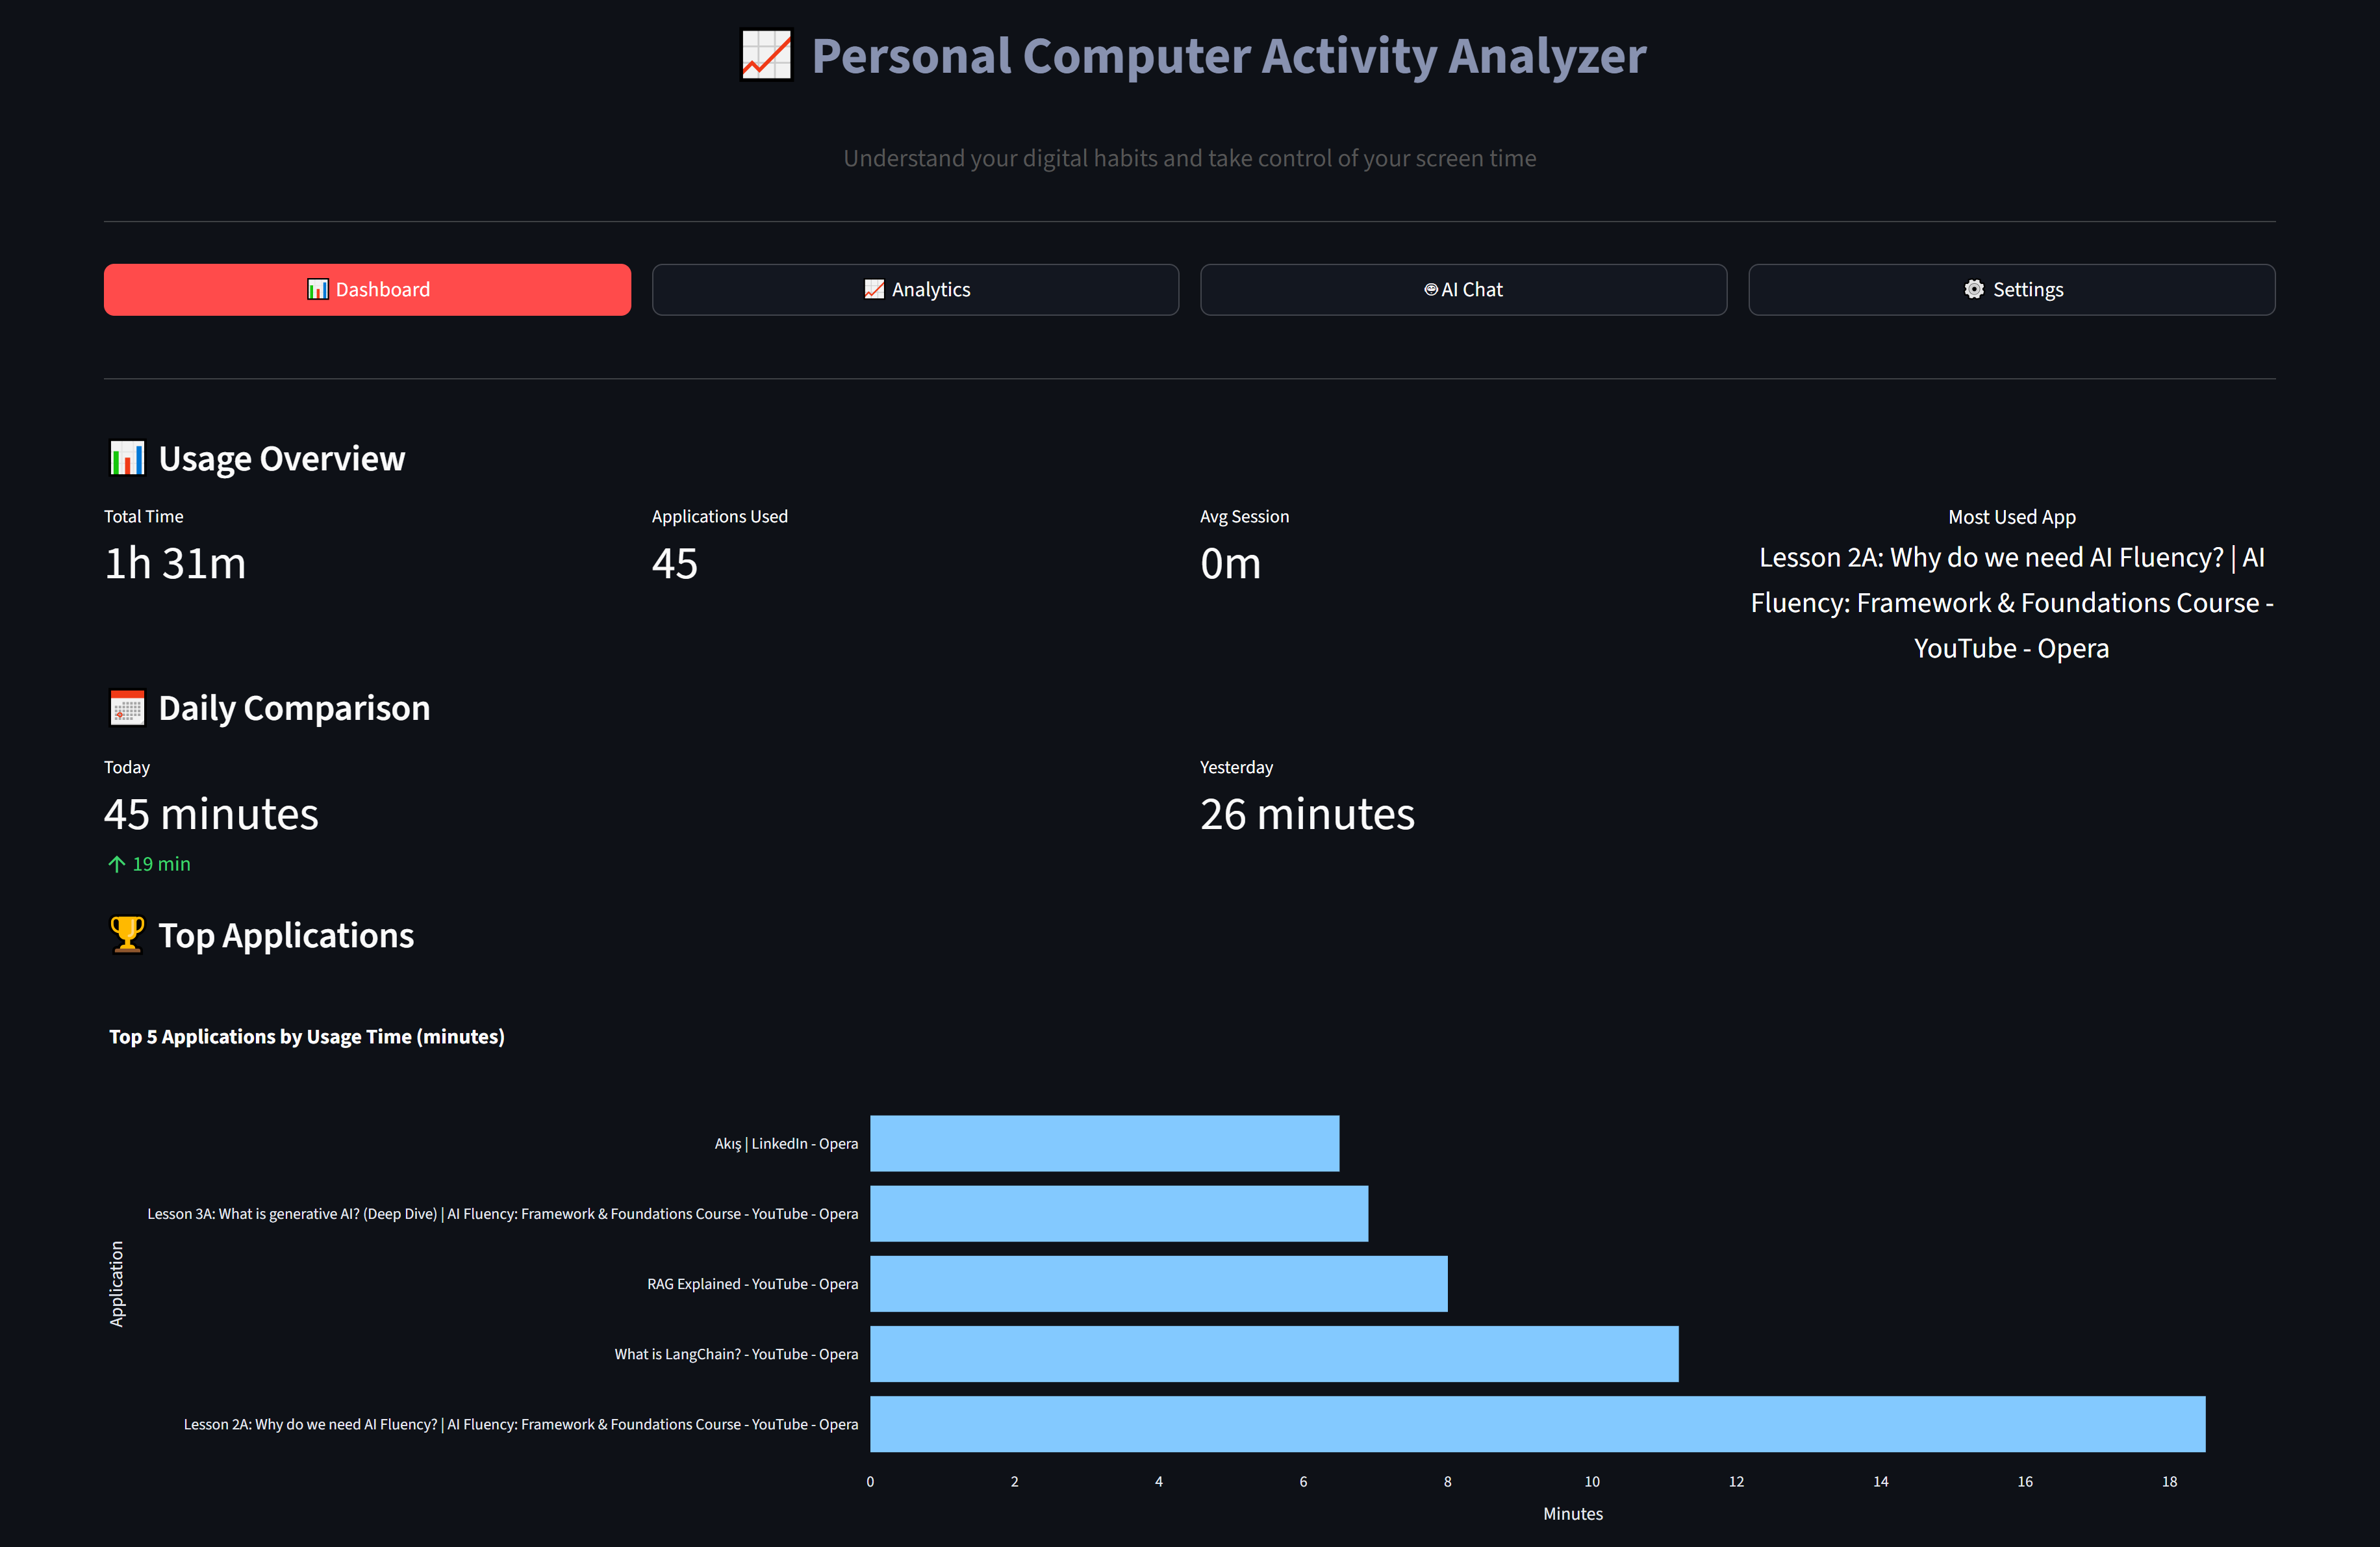 Personal Computer Activity Analyzer
Understand your digital habits and take control of your screen time
Dashboard
Analytics
AI Chat
Settings
Usage Overview
Total Time
1h 31m
Applications Used
45
Avg Session
0m
Most Used App
Lesson 2A: Why do we need AI Fluency? | AI
Fluency: Framework & Foundations Course -
YouTube - Opera
Daily Comparison
Today
45 minutes
↑ 19 min
Yesterday
26 minutes
Top Applications
Top 5 Applications by Usage Time (minutes)
Application
Akış | LinkedIn - Opera
Lesson 3A: What is generative AI? (Deep Dive) | AI Fluency: Framework & Foundations Course - YouTube - Opera
RAG Explained - YouTube - Opera
What is LangChain? - YouTube - Opera
Lesson 2A: Why do we need AI Fluency? | AI Fluency: Framework & Foundations Course - YouTube - Opera
0 2 4 6 8 10 12 14 16 18
Minutes